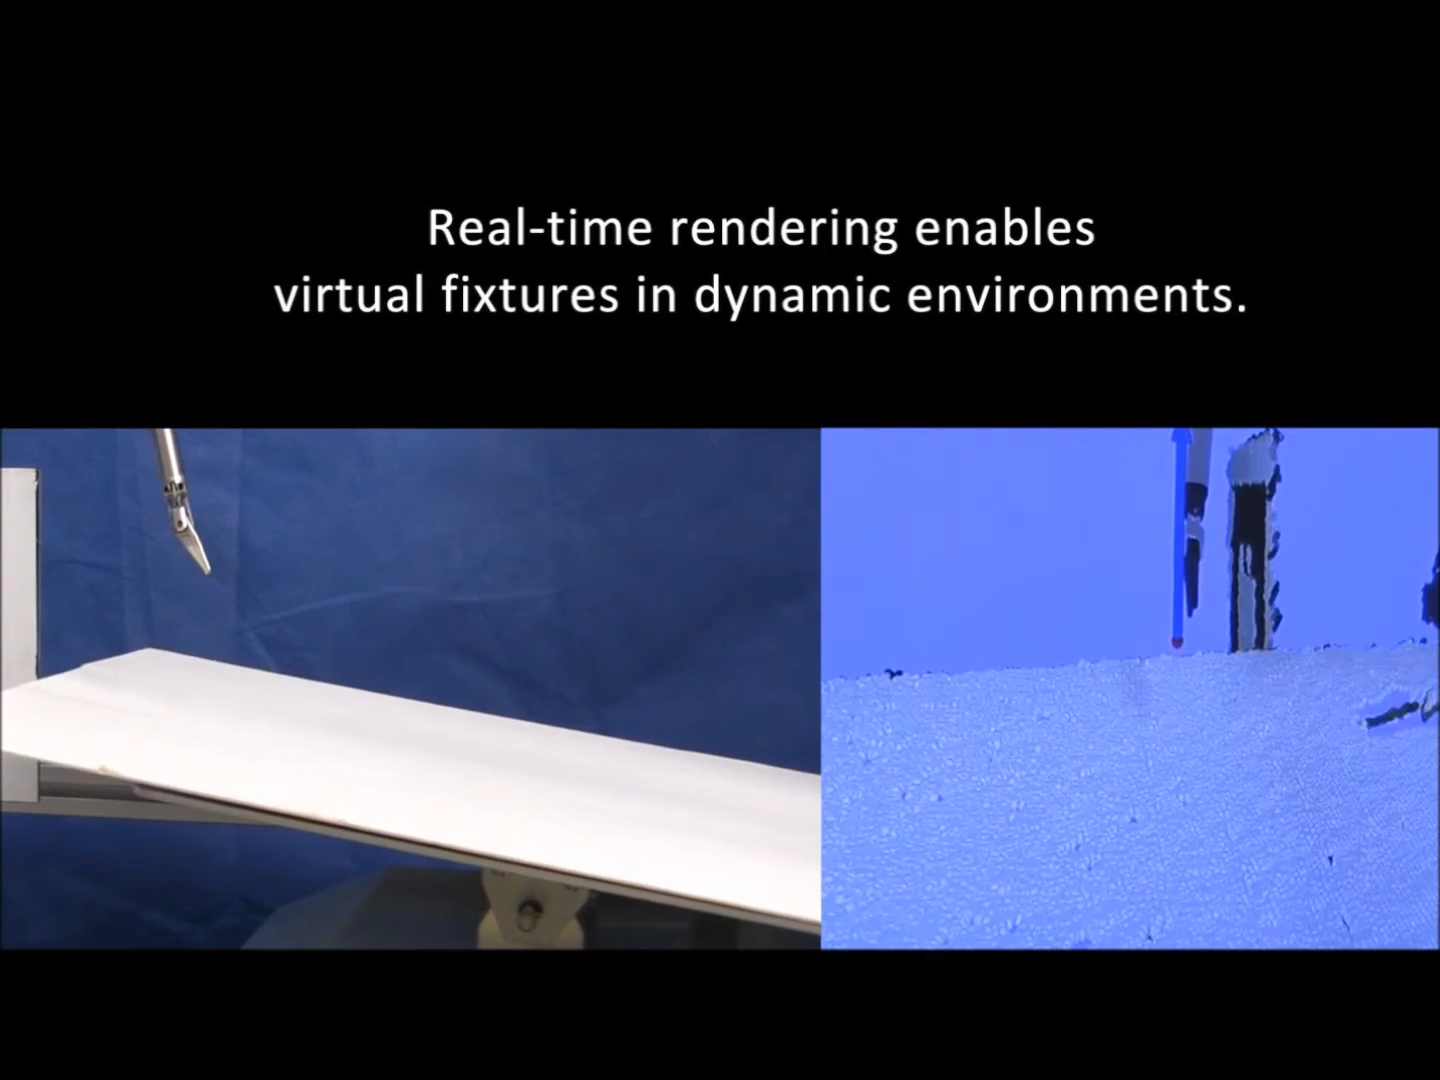 Real-time rendering enables
virtual fixtures in dynamic environments.